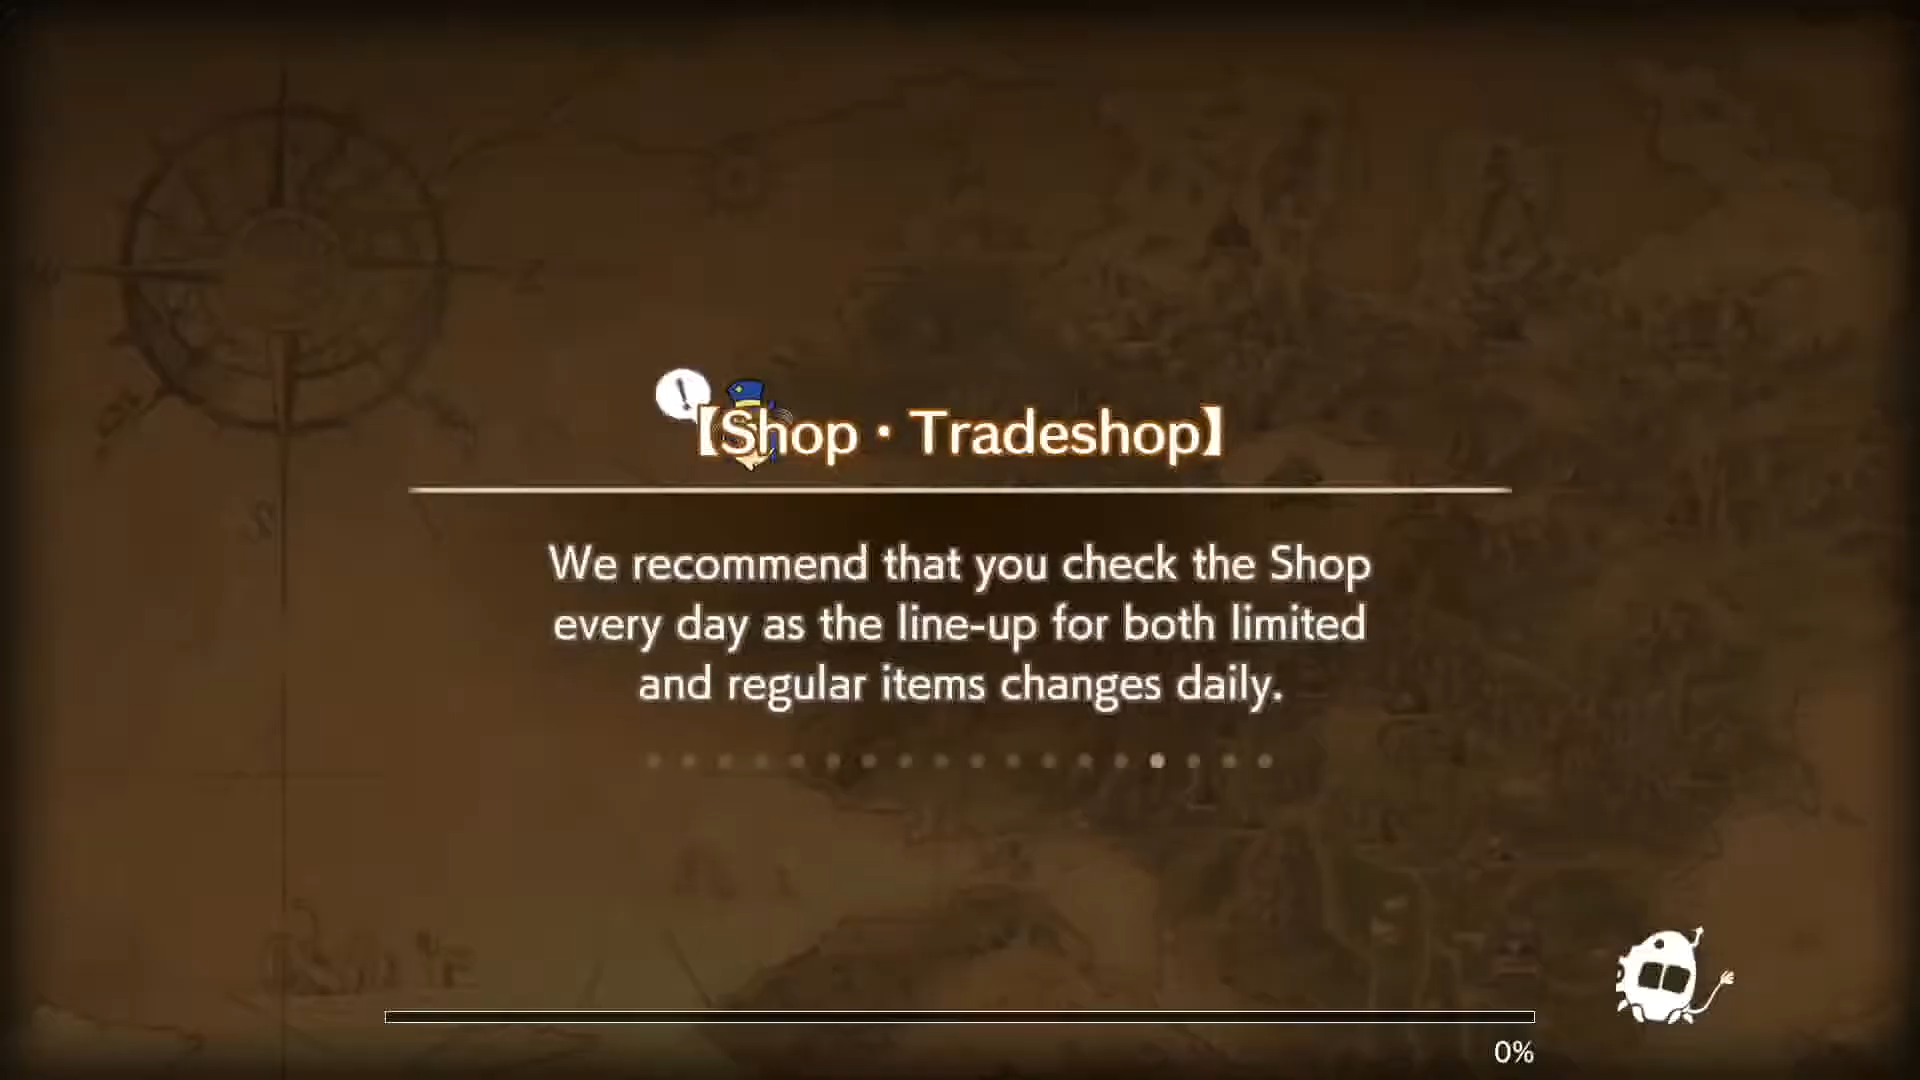 【Shop・Tradeshop】
We recommend that you check the Shop
every day as the line-up for both limited
and regular items changes daily.
0%